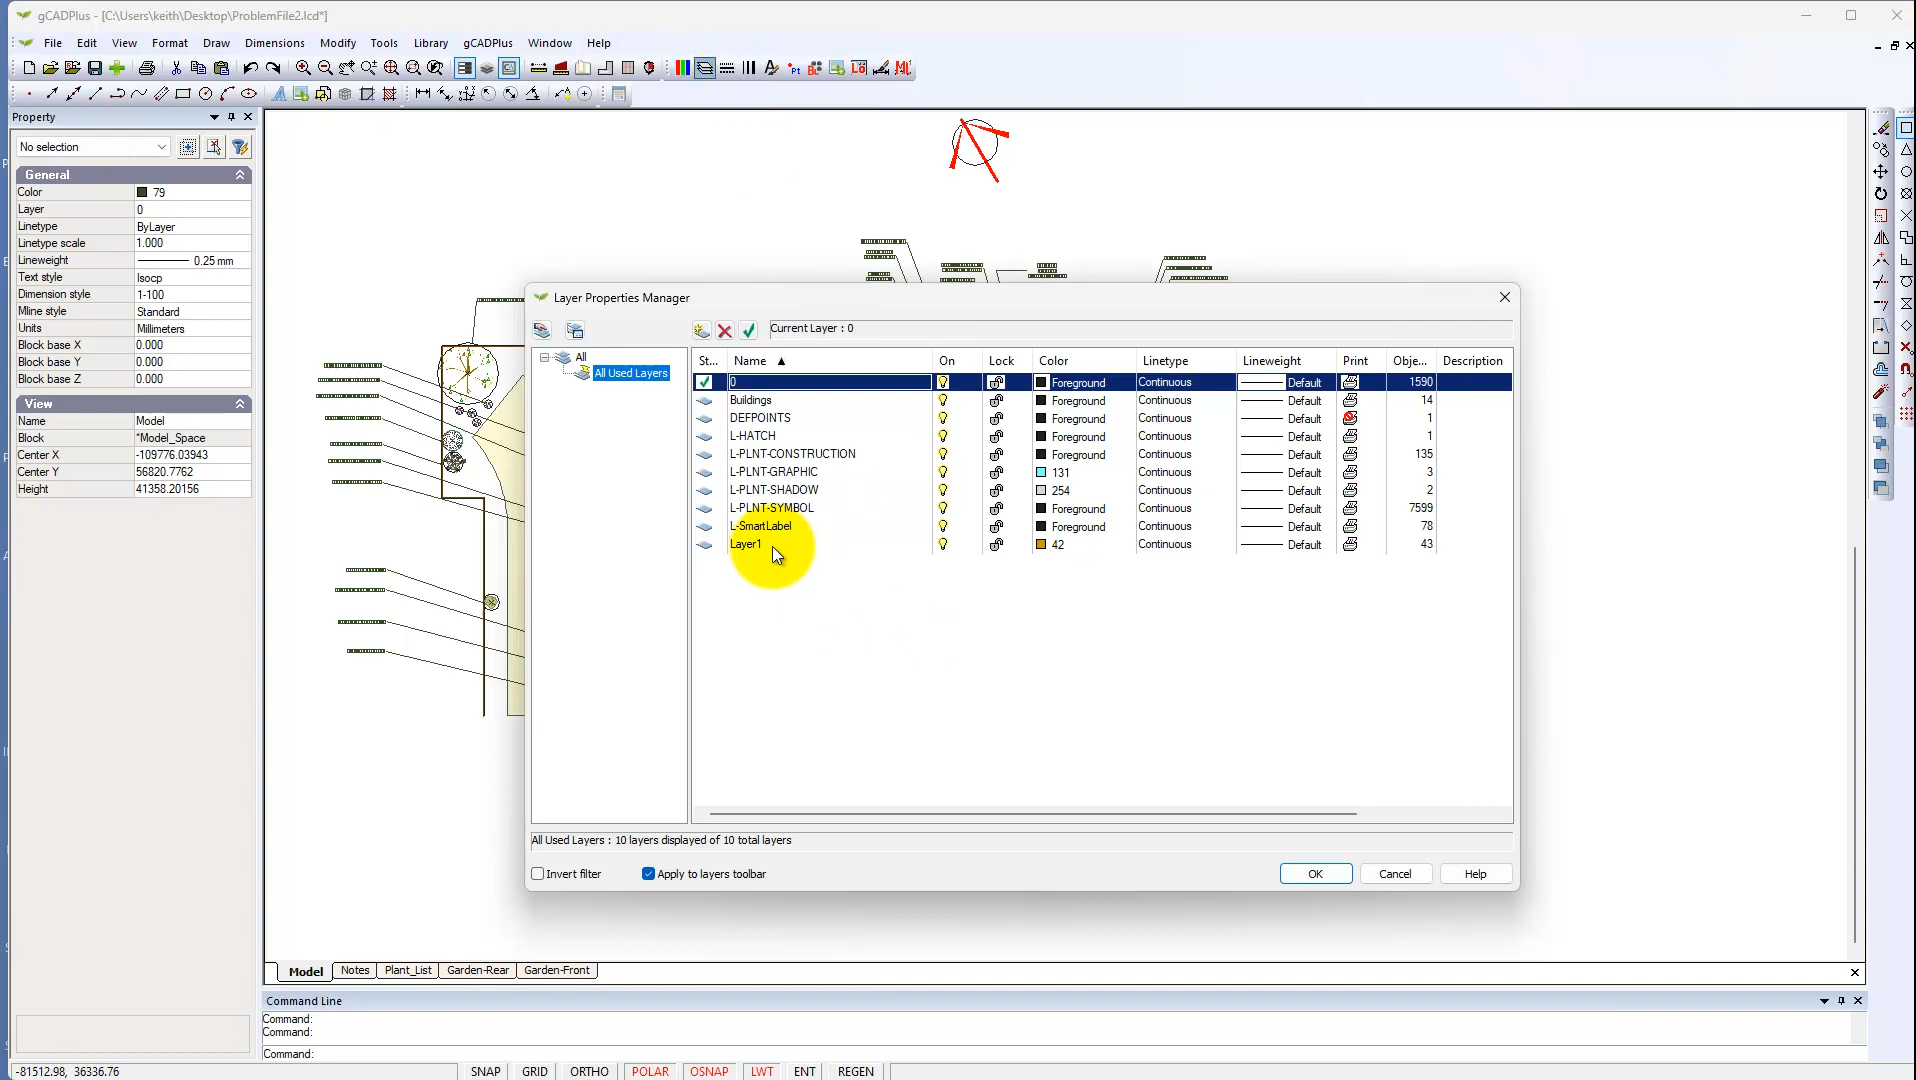 gCADPlus - [C:\Users\keith\Desktop\ProblemFile2.lcd*]
File Edit View Format Draw Dimensions Modify Tools Library gCADPlus Window Help
Property
No selection
General
Color 79
Layer 0
Linetype ByLayer
Linetype scale 1.000
Lineweight 0.25 mm
Text style Isocp
Dimension style 1-100
Mline style Standard
Units Millimeters
Base X 0.000
Base Y 0.000
Base Z 0.000
View
Name Model
Block *Model_Space
Center X -109776.03943
Center Y 56820.7762
Height 41358.20156
Layer Properties Manager
Current Layer : 0
All
All Used Layers
St... Name On Lock Color Linetype Lineweight Print Obje... Description
0 Foreground Continuous Default 1590
Buildings Foreground Continuous Default 14
DEFPOINTS Foreground Continuous Default 1
L-HATCH Foreground Continuous Default 1
L-PLNT-CONSTRUCTION Foreground Continuous Default 135
L-PLNT-GRAPHIC 131 Continuous Default 3
L-PLNT-SHADOW 254 Continuous Default 2
L-PLNT-SYMBOL Foreground Continuous Default 7599
L-SmartLabel Foreground Continuous Default 78
Layer1 42 Continuous Default 43
All Used Layers : 10 layers displayed of 10 total layers
Invert filter Apply to layers toolbar OK Cancel Help
Model Notes Plant_List Garden-Rear Garden-Front
Command Line
Command:
Command:
Command:
-81512.98, 36336.76 SNAP GRID ORTHO POLAR OSNAP LWT ENT REGEN